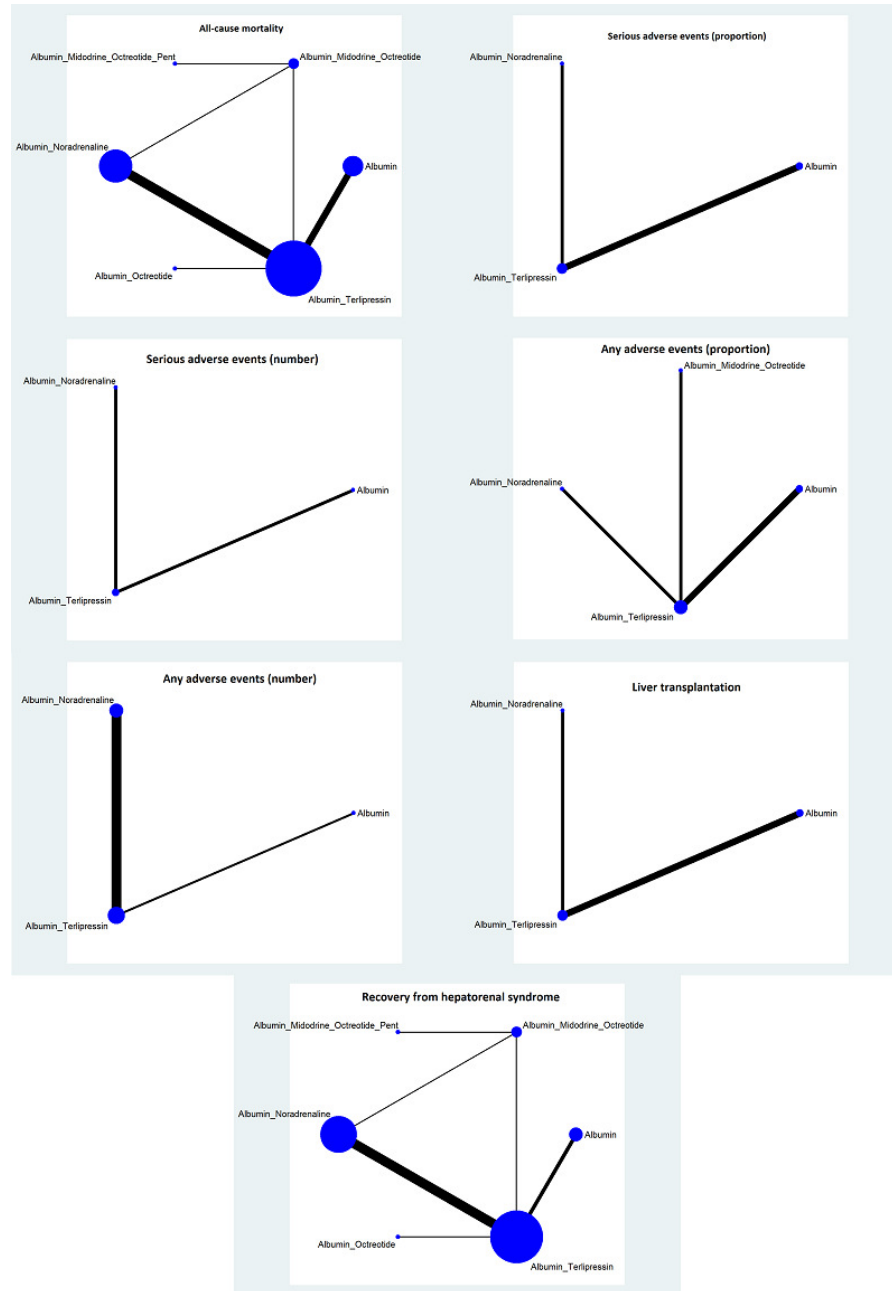 All-cause mortality
Albumin_Midodrine_Octreotide_Pent
Albumin_Midodrine_Octreotide
Albumin_Noradrenaline
Albumin
Albumin_Octreotide
Albumin_Terlipressin
Serious adverse events (proportion)
Albumin_Noradrenaline
Albumin
Albumin_Terlipressin
Serious adverse events (number)
Albumin_Noradrenaline
Albumin
Albumin_Terlipressin
Any adverse events (proportion)
Albumin_Midodrine_Octreotide
Albumin_Noradrenaline
Albumin
Albumin_Terlipressin
Any adverse events (number)
Albumin_Noradrenaline
Albumin
Albumin_Terlipressin
Liver transplantation
Albumin_Noradrenaline
Albumin
Albumin_Terlipressin
Recovery from hepatorenal syndrome
Albumin_Midodrine_Octreotide_Pent
Albumin_Midodrine_Octreotide
Albumin_Noradrenaline
Albumin
Albumin_Octreotide
Albumin_Terlipressin